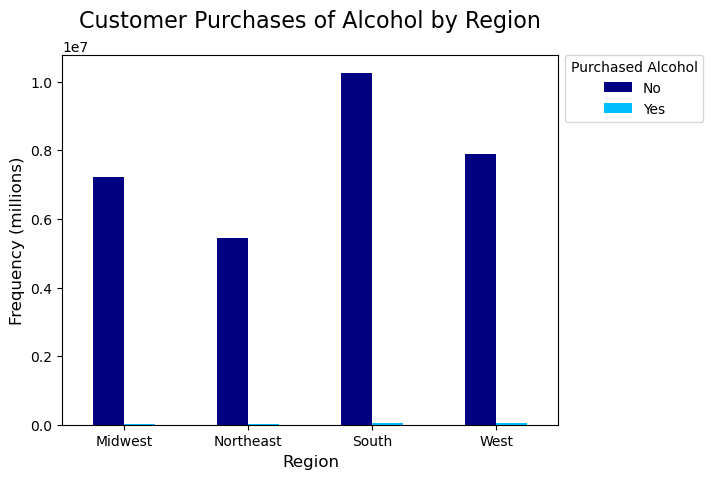 Customer Purchases of Alcohol by Region
1e7
Purchased Alcohol
No
Yes
1.0
0.8
0.6
0.4
0.2
0.0
Frequency (millions)
Midwest Northeast South West
Region